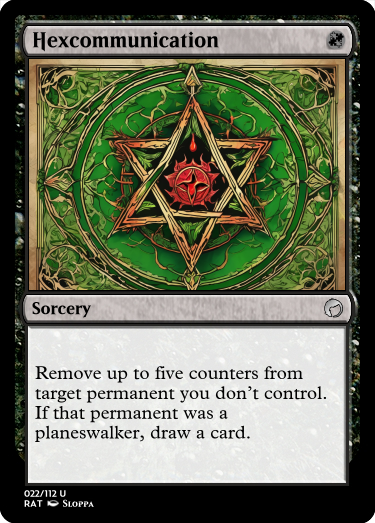 Hexcommunication
Sorcery
Remove up to five counters from
target permanent you don't control.
If that permanent was a
planeswalker, draw a card.
022/112 U
RAT Sloppa